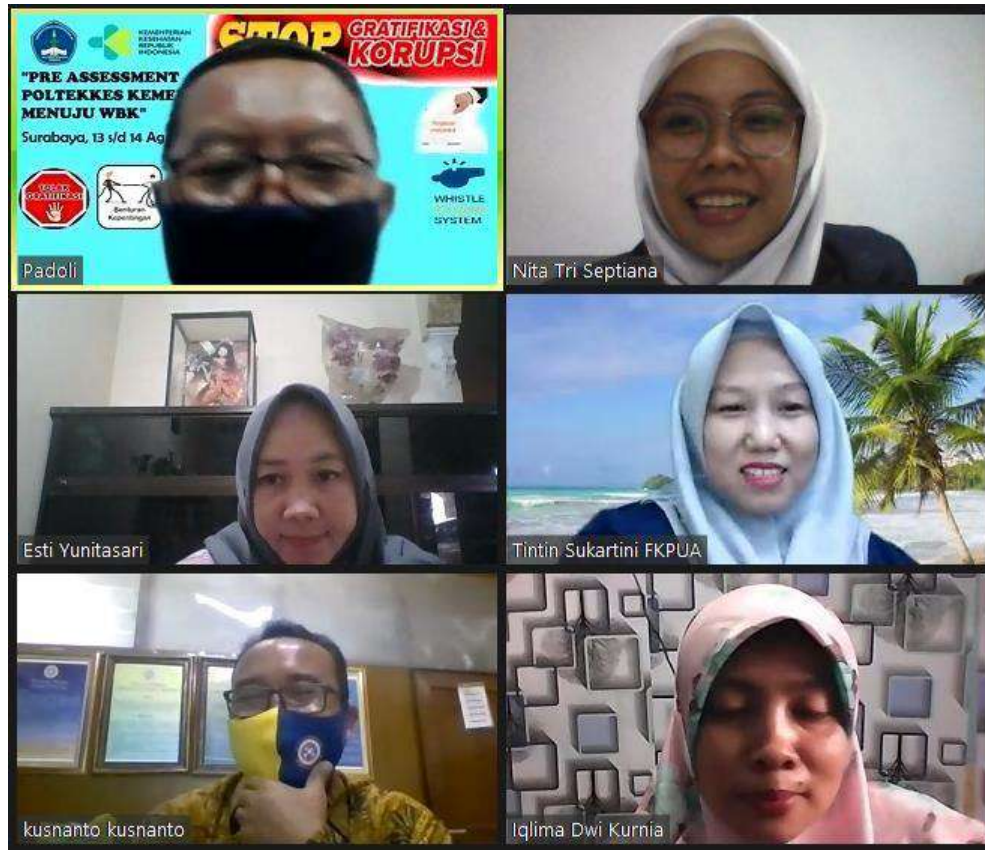 KEMENTERIAN
KESEHATAN
REPUBLIK
INDONESIA
STOP
GRATIFIKASI &
KORUPSI
"PRE ASSESSMENT
POLTEKKES KEME
MENUJU WBK"
Surabaya, 13 s/d 14 Ag
TOLAK
GRATIFIKASI
Benturan
Kepentingan
WHISTLE
SYSTEM
Padoli
Nita Tri Septiana
Esti Yunitasari
Tintin Sukartini FKPUA
kusnanto kusnanto
Iqlima Dwi Kurnia